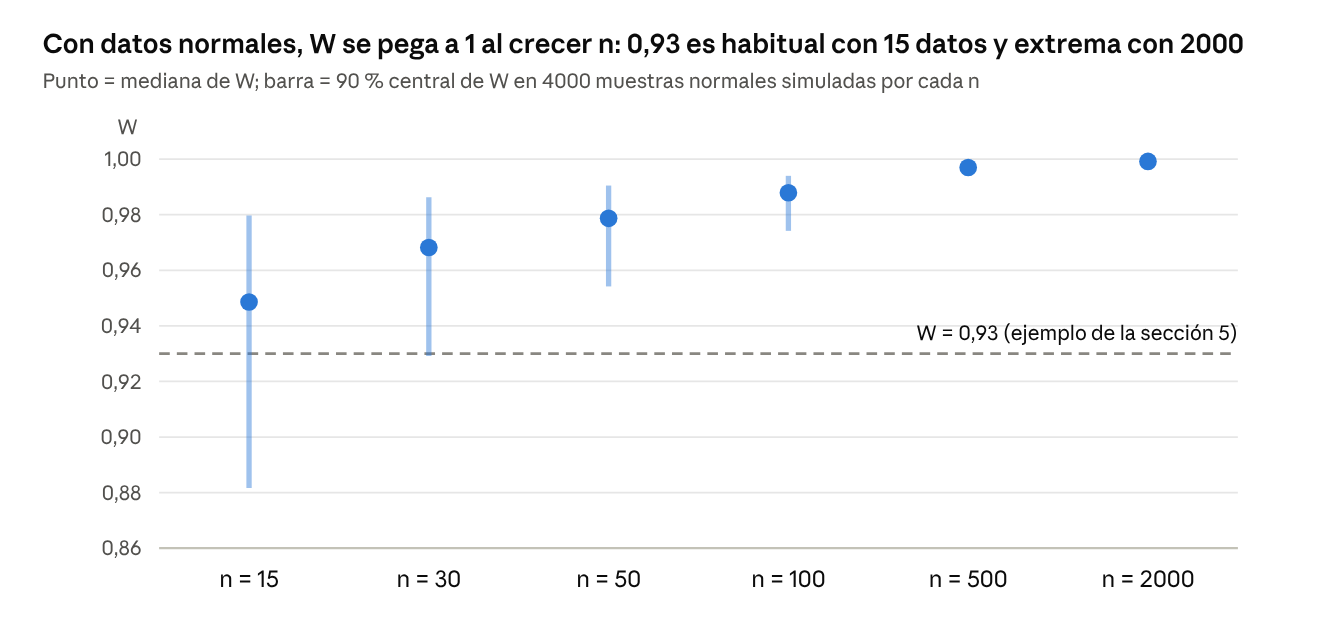 Con datos normales, W se pega a 1 al crecer n: 0,93 es habitual con 15 datos y extrema con 2000
Punto = mediana de W; barra = 90 % central de W en 4000 muestras normales simuladas por cada n
W
1,00
0,98
0,96
0,94
W = 0,93 (ejemplo de la sección 5)
0,92
0,90
0,88
0,86
n = 15 n = 30 n = 50 n = 100 n = 500 n = 2000